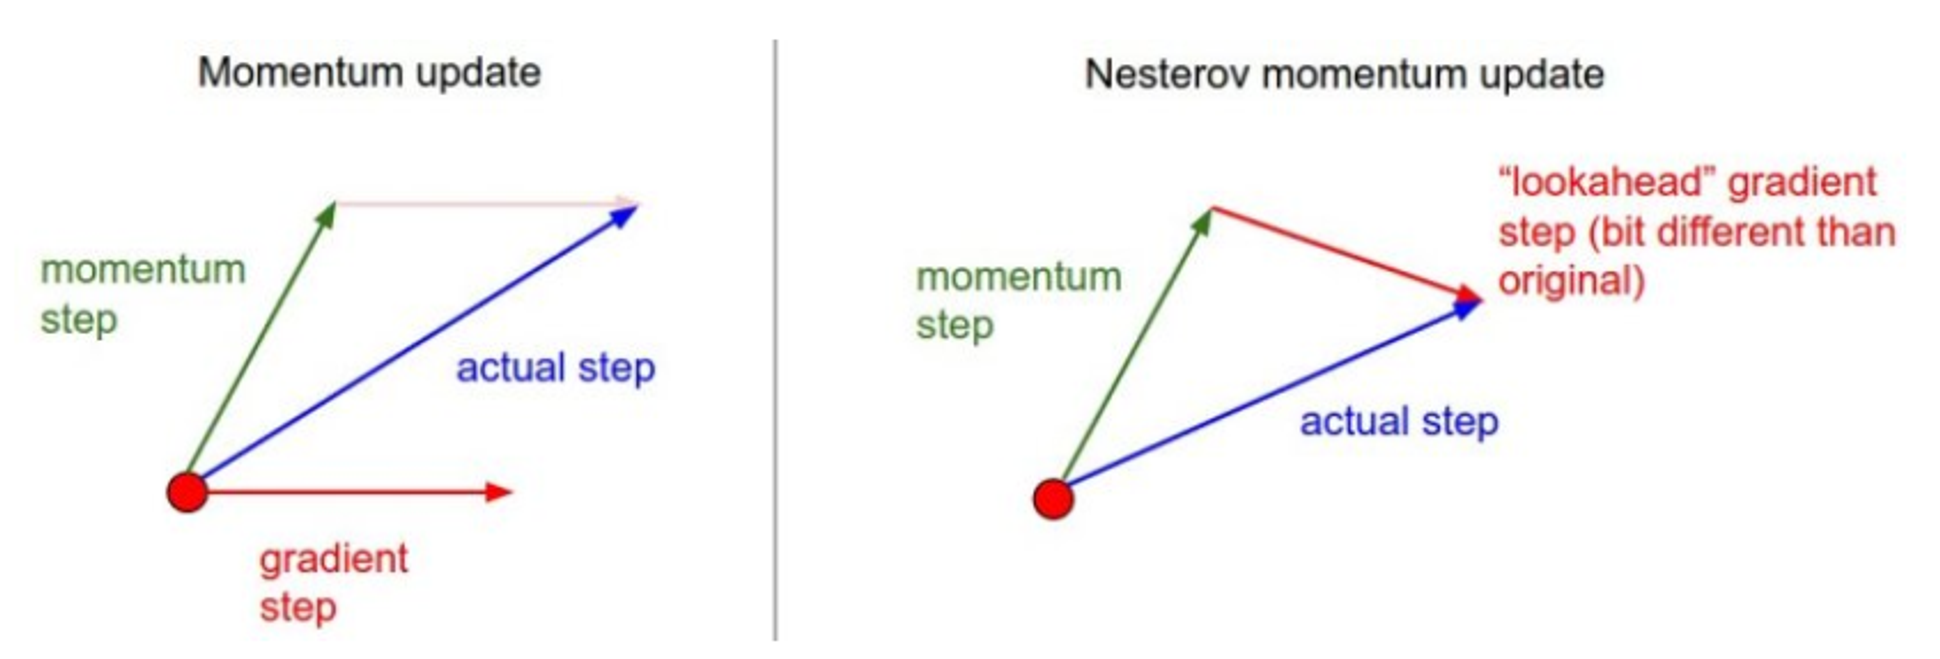 Momentum update
momentum
step
actual step
gradient
step
Nesterov momentum update
“lookahead” gradient
step (bit different than
original)
momentum
step
actual step